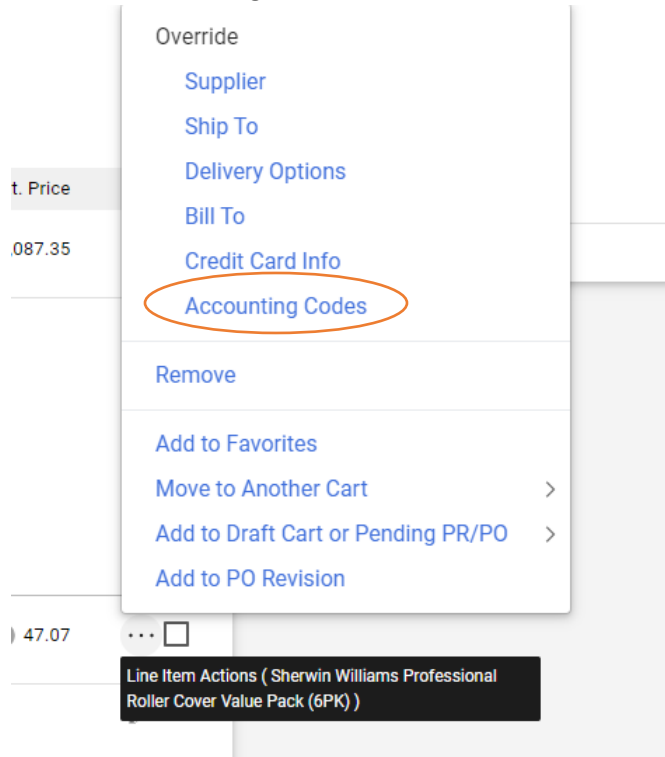 Override
Supplier
Ship To
Delivery Options
t. Price
Bill To
,087.35
Credit Card Info
Accounting Codes
Remove
Add to Favorites
Move to Another Cart
Add to Draft Cart or Pending PR/PO
Add to PO Revision
47.07
Line Item Actions ( Sherwin Williams Professional
Roller Cover Value Pack (6PK) )